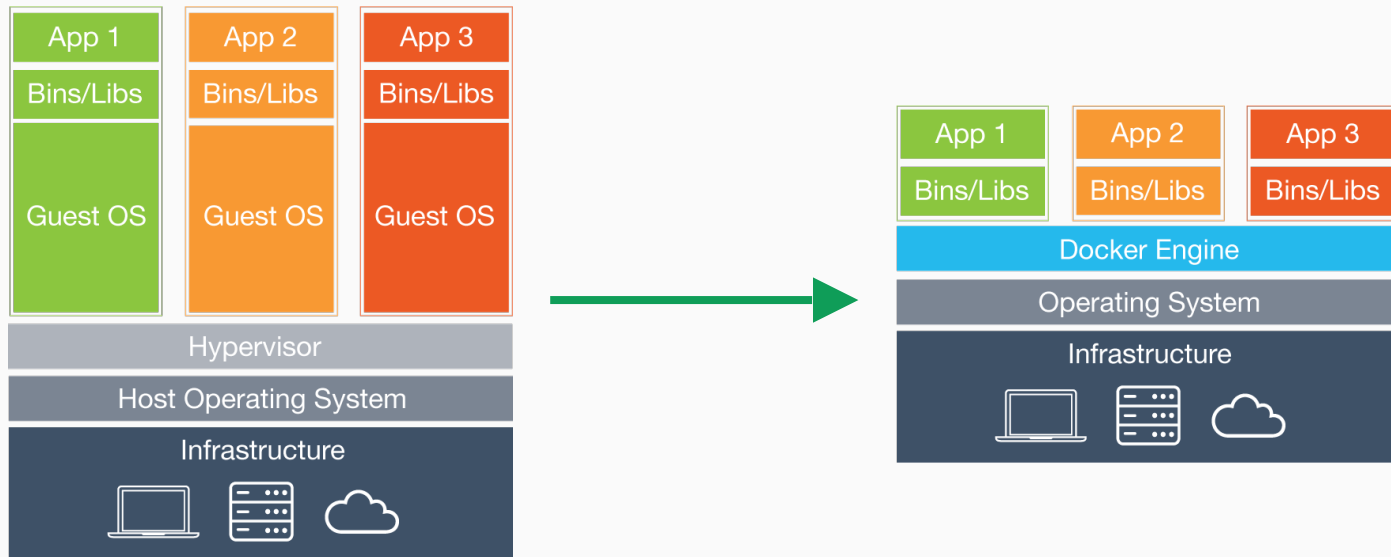 App 1
App 2
App 3
Bins/Libs
Bins/Libs
Bins/Libs
Guest OS
Guest OS
Guest OS
Hypervisor
Host Operating System
Infrastructure
App 1
App 2
App 3
Bins/Libs
Bins/Libs
Bins/Libs
Docker Engine
Operating System
Infrastructure